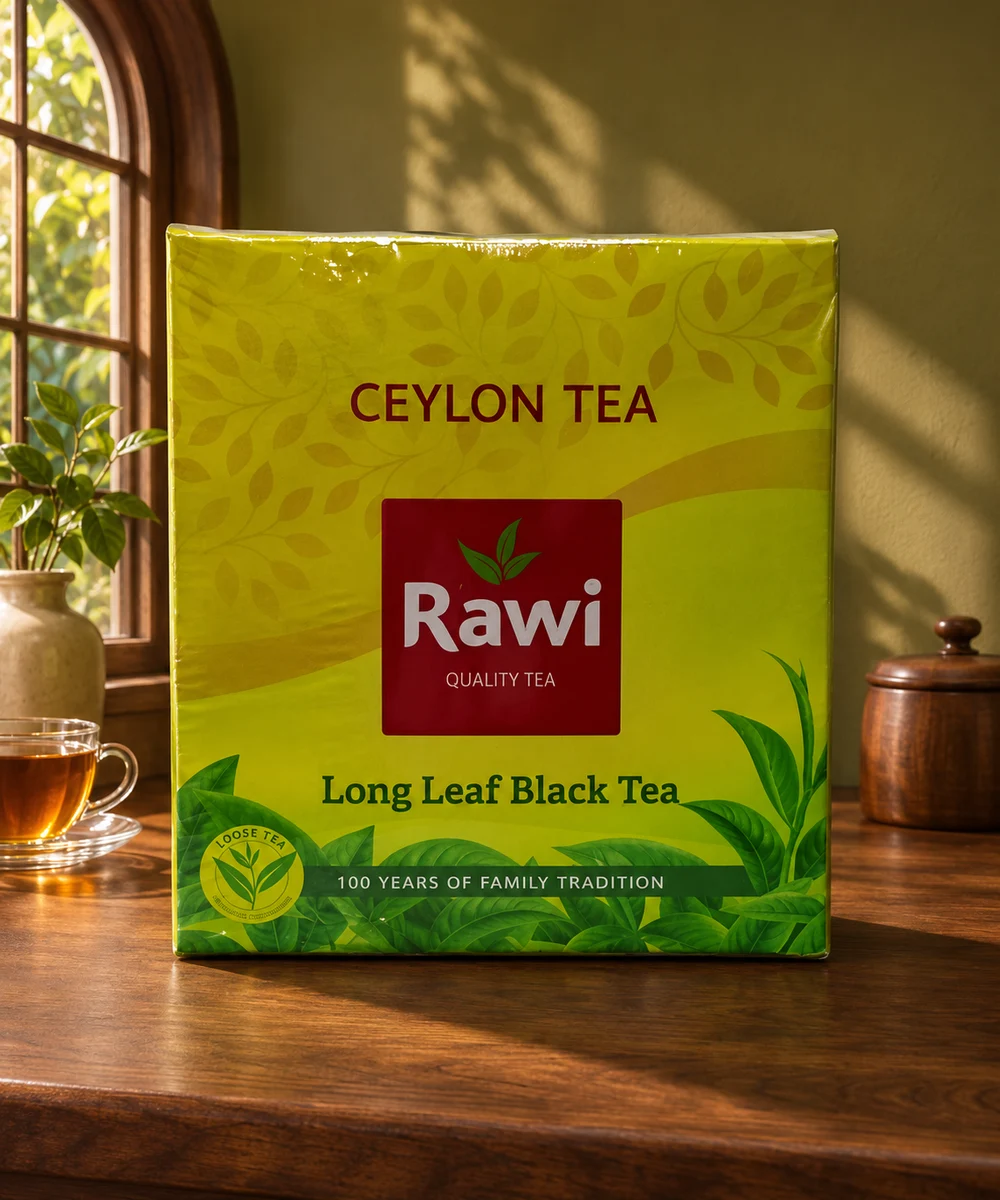 CEYLON TEA
Rawi
QUALITY TEA
Long Leaf Black Tea
LOOSE TEA
100 YEARS OF FAMILY TRADITION